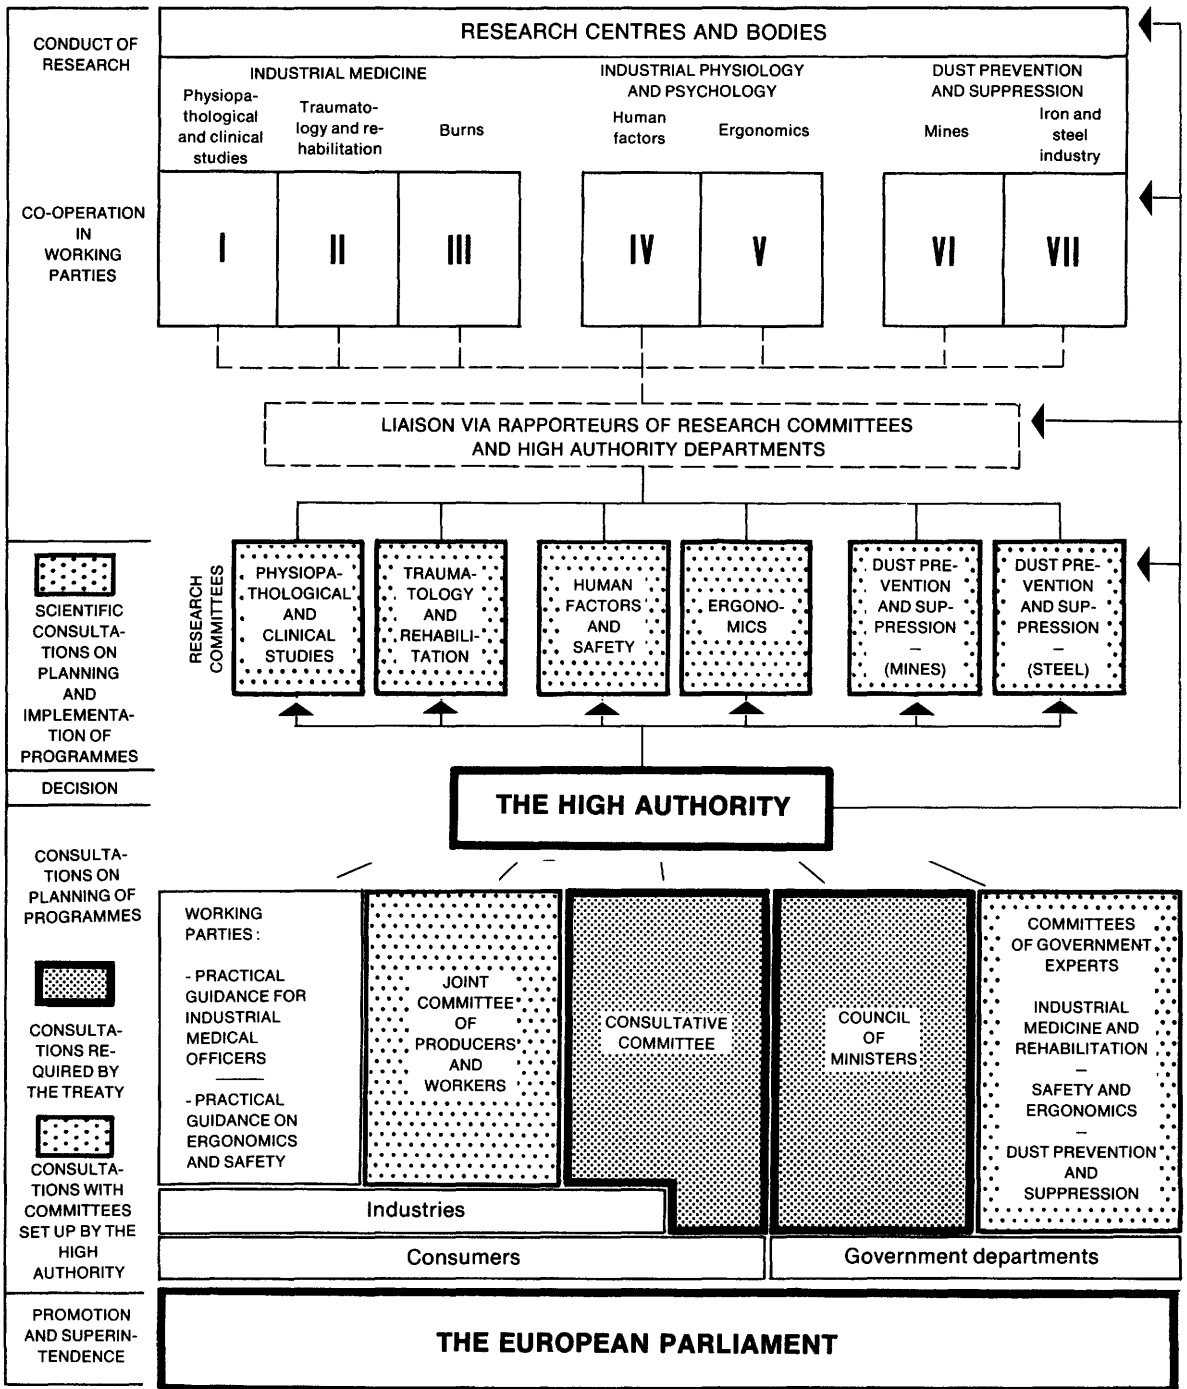 CONDUCT OF
RESEARCH
RESEARCH CENTRES AND BODIES
INDUSTRIAL MEDICINE
INDUSTRIAL PHYSIOLOGY
AND PSYCHOLOGY
DUST PREVENTION
AND SUPPRESSION
Physiopa-
thological
and clinical
studies
Traumato-
logy and re-
habilitation
Burns
Human
factors
Ergonomics
Mines
Iron and
steel
industry
CO-OPERATION
IN
WORKING
PARTIES
I
II
III
IV
V
VI
VII
LIAISON VIA RAPPORTEURS OF RESEARCH COMMITTEES
AND HIGH AUTHORITY DEPARTMENTS
SCIENTIFIC
CONSULTA-
TIONS ON
PLANNING
AND
IMPLEMENTA-
TION OF
PROGRAMMES
RESEARCH
COMMITTEES
PHYSIOPA-
THOLOGICAL
AND
CLINICAL
STUDIES
TRAUMA-
TOLOGY
AND
REHABILI-
TATION
HUMAN
FACTORS
AND
SAFETY
ERGONO-
MICS
DUST PRE-
VENTION
AND SUP-
PRESSION
–
(MINES)
DUST PRE-
VENTION
AND SUP-
PRESSION
–
(STEEL)
DECISION
THE HIGH AUTHORITY
CONSULTA-
TIONS ON
PLANNING OF
PROGRAMMES
CONSULTA-
TIONS RE-
QUIRED BY
THE TREATY
CONSULTA-
TIONS WITH
COMMITTEES
SET UP BY THE
HIGH
AUTHORITY
WORKING
PARTIES :
- PRACTICAL
GUIDANCE FOR
INDUSTRIAL
MEDICAL
OFFICERS
- PRACTICAL
GUIDANCE ON
ERGONOMICS
AND SAFETY
JOINT
COMMITTEE
OF
PRODUCERS
AND
WORKERS
CONSULTATIVE
COMMITTEE
COUNCIL
OF
MINISTERS
COMMITTEES
OF GOVERNMENT
EXPERTS
INDUSTRIAL
MEDICINE AND
REHABILITATION
–
SAFETY AND
ERGONOMICS
–
DUST PREVENTION
AND
SUPPRESSION
Industries
Consumers
Government departments
PROMOTION
AND SUPERIN-
TENDENCE
THE EUROPEAN PARLIAMENT